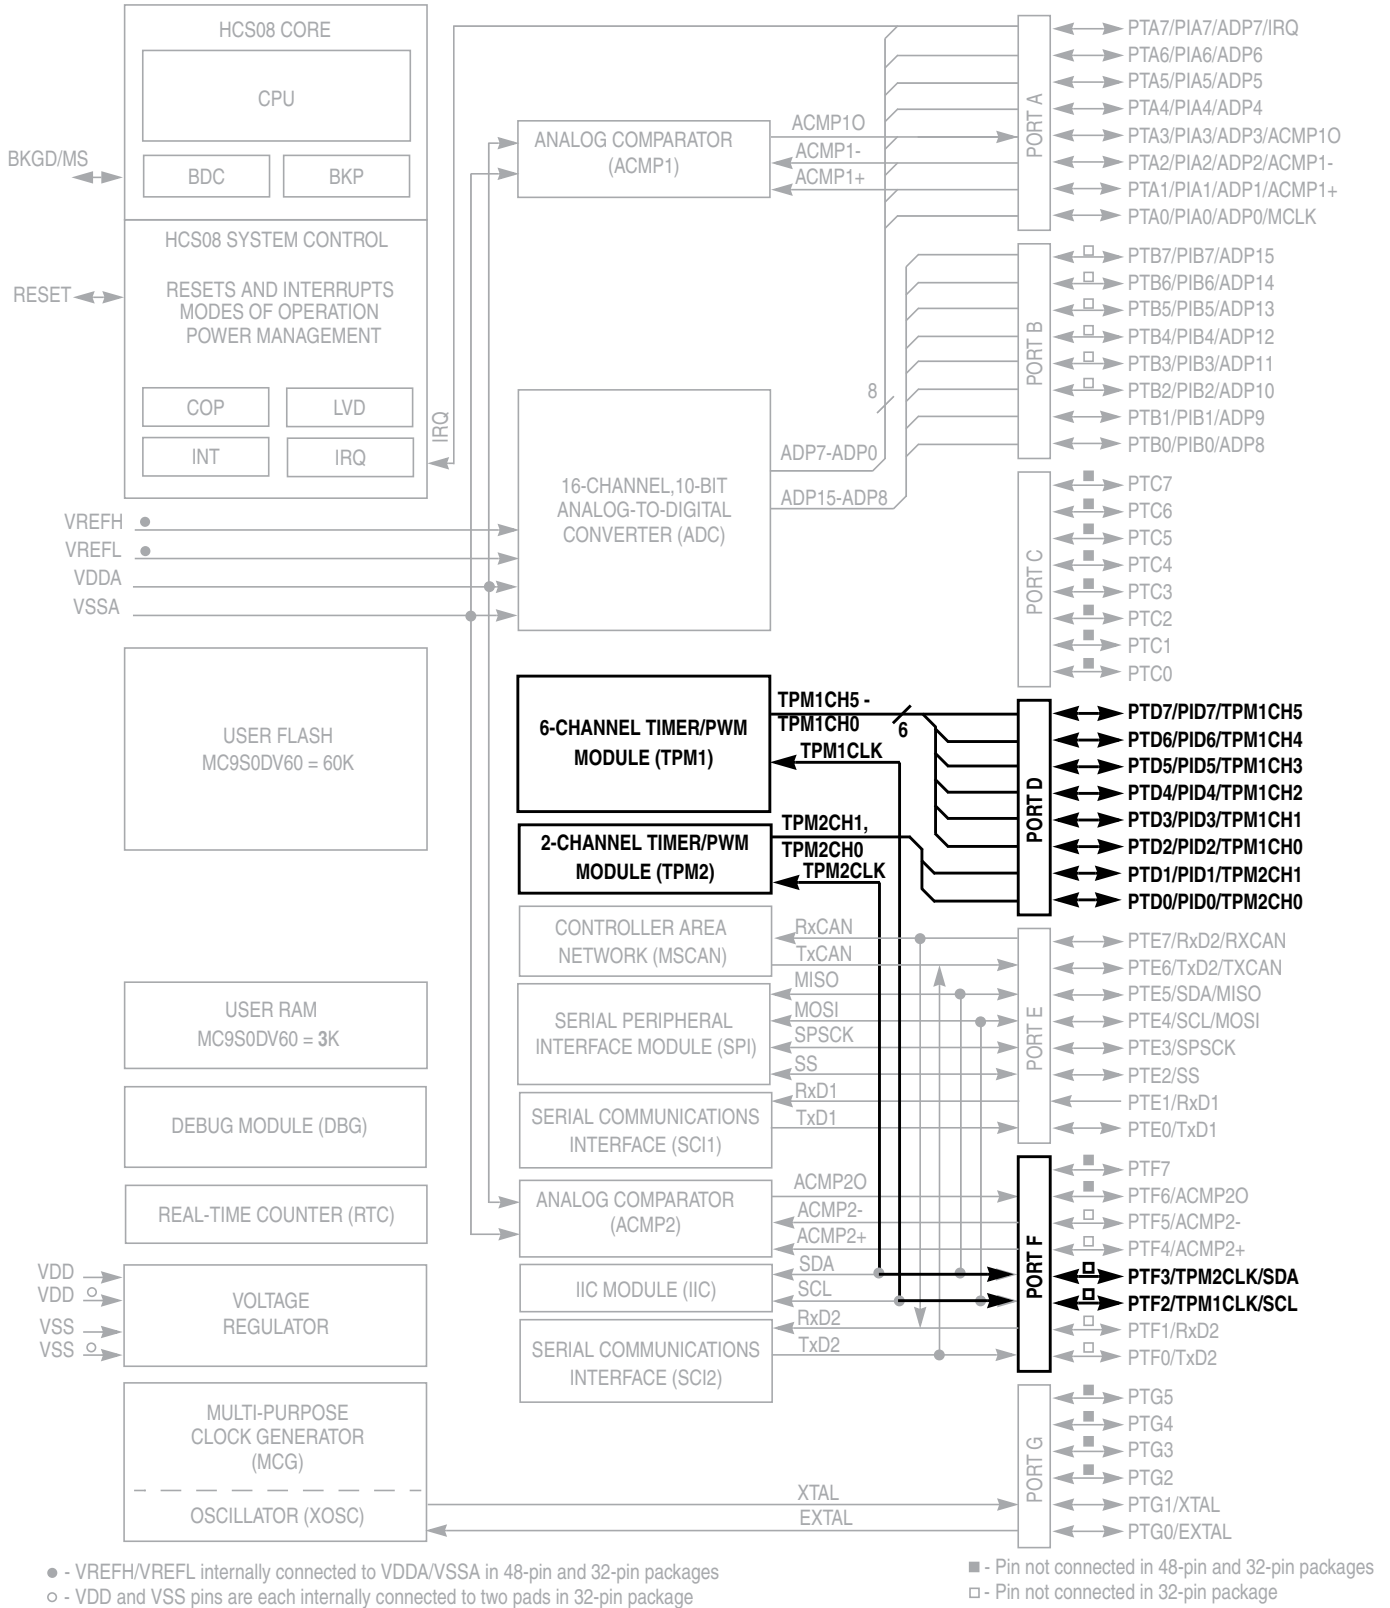 HCS08 CORE
CPU
BDC
BKP
BKGD/MS
HCS08 SYSTEM CONTROL
RESETS AND INTERRUPTS
MODES OF OPERATION
POWER MANAGEMENT
COP
LVD
INT
IRQ
RESET
IRQ
VREFH
VREFL
VDDA
VSSA
USER FLASH
MC9S0DV60 = 60K
USER RAM
MC9S0DV60 = 3K
DEBUG MODULE (DBG)
REAL-TIME COUNTER (RTC)
VDD
VDD
VSS
VSS
VOLTAGE
REGULATOR
MULTI-PURPOSE
CLOCK GENERATOR
(MCG)
OSCILLATOR (XOSC)
ANALOG COMPARATOR
(ACMP1)
ACMP1O
ACMP1-
ACMP1+
16-CHANNEL,10-BIT
ANALOG-TO-DIGITAL
CONVERTER (ADC)
8
ADP7-ADP0
ADP15-ADP8
6-CHANNEL TIMER/PWM
MODULE (TPM1)
TPM1CH5 -
TPM1CH0
6
TPM1CLK
2-CHANNEL TIMER/PWM
MODULE (TPM2)
TPM2CH1,
TPM2CH0
TPM2CLK
CONTROLLER AREA
NETWORK (MSCAN)
RxCAN
TxCAN
SERIAL PERIPHERAL
INTERFACE MODULE (SPI)
MISO
MOSI
SPSCK
SS
SERIAL COMMUNICATIONS
INTERFACE (SCI1)
RxD1
TxD1
ANALOG COMPARATOR
(ACMP2)
ACMP2O
ACMP2-
ACMP2+
IIC MODULE (IIC)
SDA
SCL
SERIAL COMMUNICATIONS
INTERFACE (SCI2)
RxD2
TxD2
XTAL
EXTAL
PORT A
PTA7/PIA7/ADP7/IRQ
PTA6/PIA6/ADP6
PTA5/PIA5/ADP5
PTA4/PIA4/ADP4
PTA3/PIA3/ADP3/ACMP1O
PTA2/PIA2/ADP2/ACMP1-
PTA1/PIA1/ADP1/ACMP1+
PTA0/PIA0/ADP0/MCLK
PORT B
PTB7/PIB7/ADP15
PTB6/PIB6/ADP14
PTB5/PIB5/ADP13
PTB4/PIB4/ADP12
PTB3/PIB3/ADP11
PTB2/PIB2/ADP10
PTB1/PIB1/ADP9
PTB0/PIB0/ADP8
PORT C
PTC7
PTC6
PTC5
PTC4
PTC3
PTC2
PTC1
PTC0
PORT D
PTD7/PID7/TPM1CH5
PTD6/PID6/TPM1CH4
PTD5/PID5/TPM1CH3
PTD4/PID4/TPM1CH2
PTD3/PID3/TPM1CH1
PTD2/PID2/TPM1CH0
PTD1/PID1/TPM2CH1
PTD0/PID0/TPM2CH0
PORT E
PTE7/RxD2/RXCAN
PTE6/TxD2/TXCAN
PTE5/SDA/MISO
PTE4/SCL/MOSI
PTE3/SPSCK
PTE2/SS
PTE1/RxD1
PTE0/TxD1
PORT F
PTF7
PTF6/ACMP2O
PTF5/ACMP2-
PTF4/ACMP2+
PTF3/TPM2CLK/SDA
PTF2/TPM1CLK/SCL
PTF1/RxD2
PTF0/TxD2
PORT G
PTG5
PTG4
PTG3
PTG2
PTG1/XTAL
PTG0/EXTAL
● - VREFH/VREFL internally connected to VDDA/VSSA in 48-pin and 32-pin packages
○ - VDD and VSS pins are each internally connected to two pads in 32-pin package
■ - Pin not connected in 48-pin and 32-pin packages
□ - Pin not connected in 32-pin package